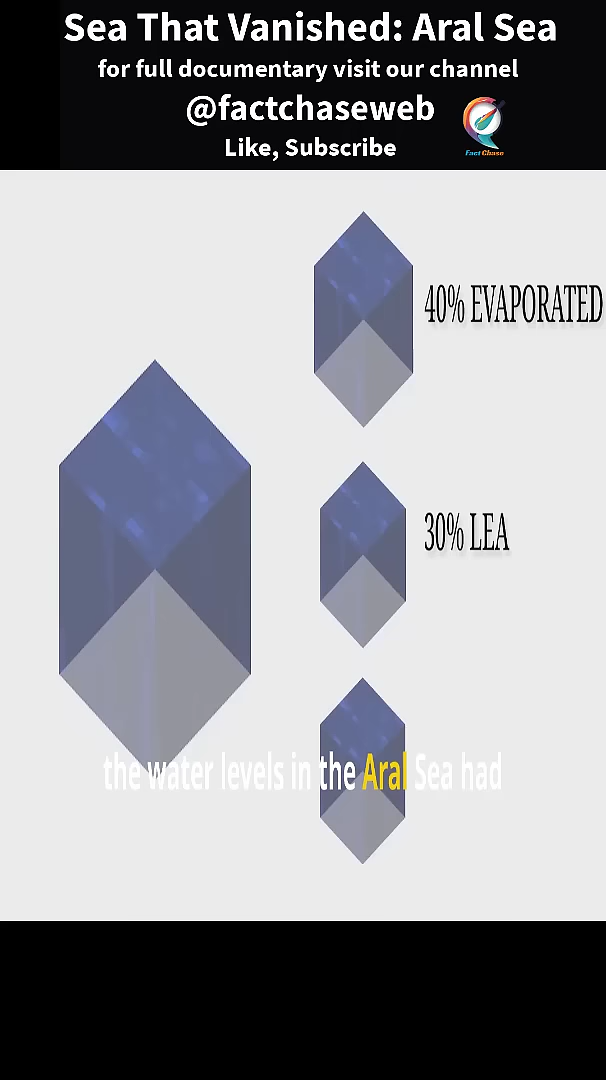 Sea That Vanished: Aral Sea
for full documentary visit our channel
@factchaseweb
Like, Subscribe
FactChase
40% EVAPORATED
30% LEA
the water levels in the Aral Sea had